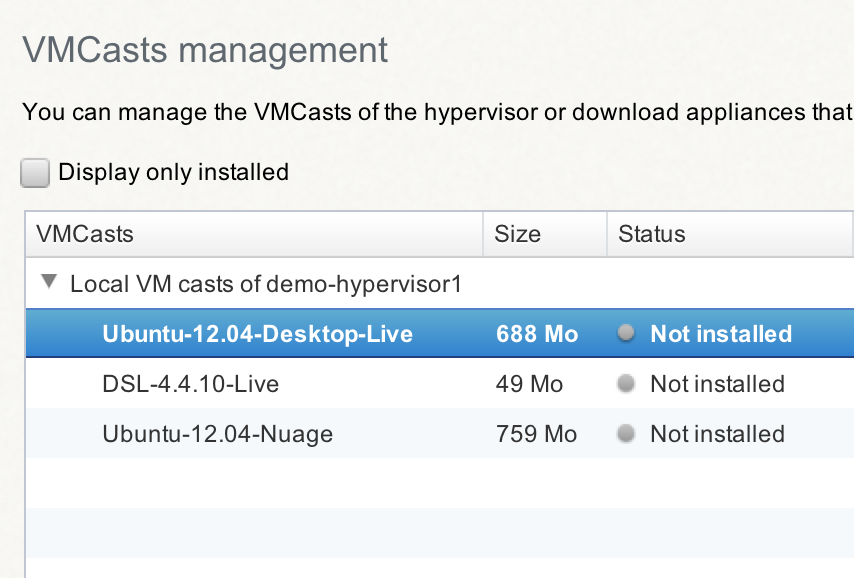 VMCasts management
You can manage the VMCasts of the hypervisor or download appliances that
Display only installed
VMCasts Size Status
Local VM casts of demo-hypervisor1
Ubuntu-12.04-Desktop-Live 688 Mo Not installed
DSL-4.4.10-Live 49 Mo Not installed
Ubuntu-12.04-Nuage 759 Mo Not installed